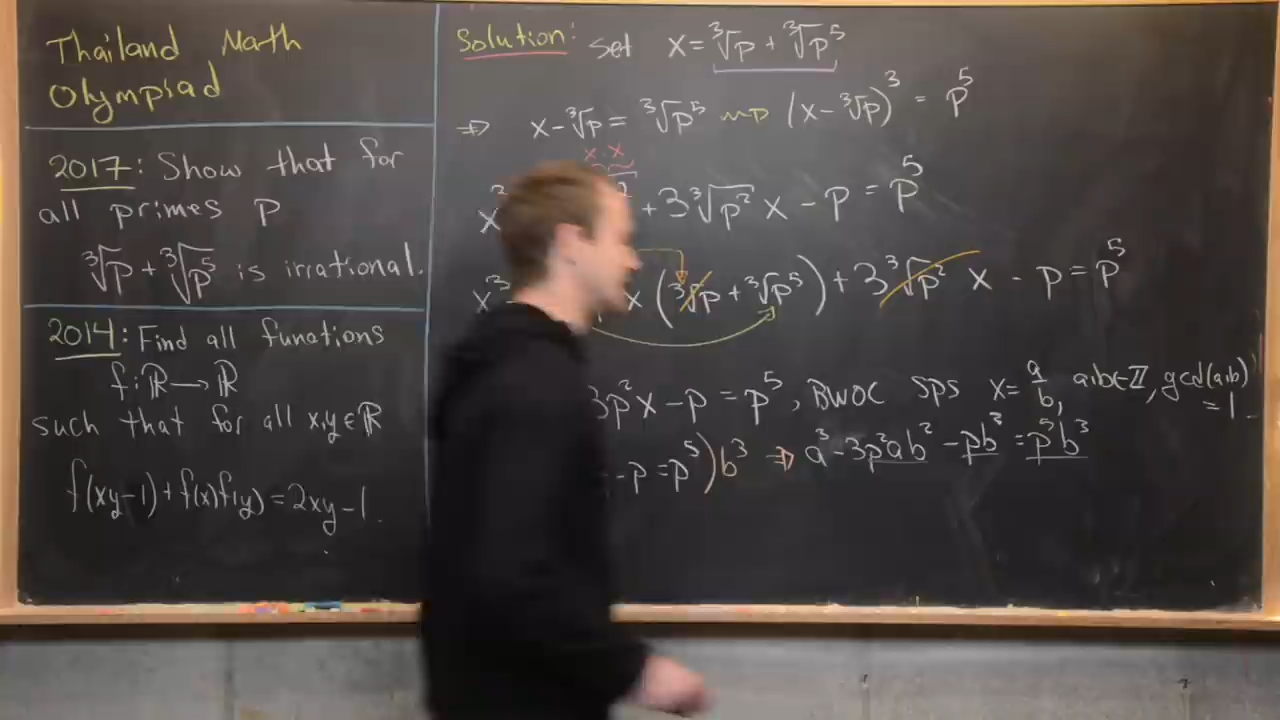 Thailand Math
Olympiad
2017: Show that for
all primes p
∛p + ∛p⁵ is irrational.
2014: Find all functions
f: ℝ → ℝ
such that for all x,y ∈ ℝ
f(xy-1) + f(x)f(y) = 2xy-1.
Solution: Set x = ∛p + ∛p⁵
⇒ x - ∛p = ∛p⁵ ⇝ (x - ∛p)³ = p⁵
x x
x³ + 3∛p² x - p = p⁵
x³ x(∛p + ∛p⁵) + 3∛p² x - p = p⁵
3p²x - p = p⁵, BWOC SPS x = a/b, a,b ∈ ℤ, gcd(a,b) = 1.
- p = p⁵)b³ ⇒ a³ - 3p²ab² - pb³ = p⁵b³